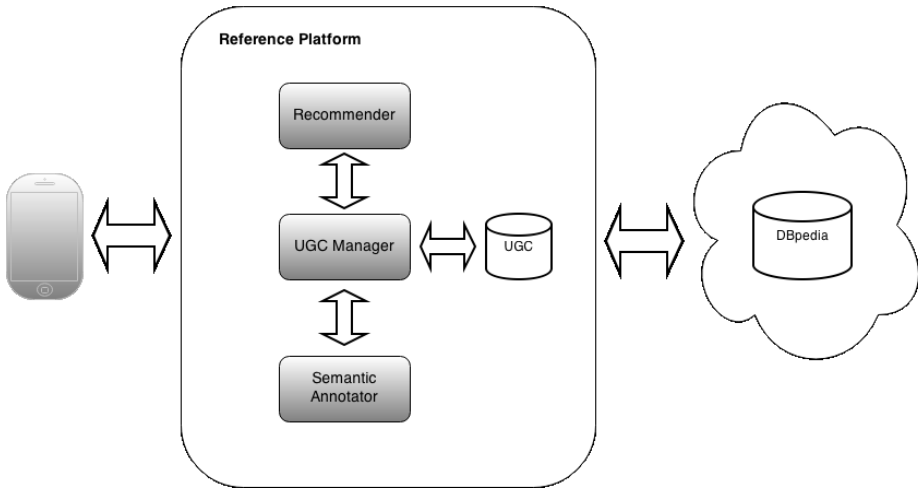 Reference Platform
Recommender
UGC Manager
UGC
DBpedia
Semantic
Annotator